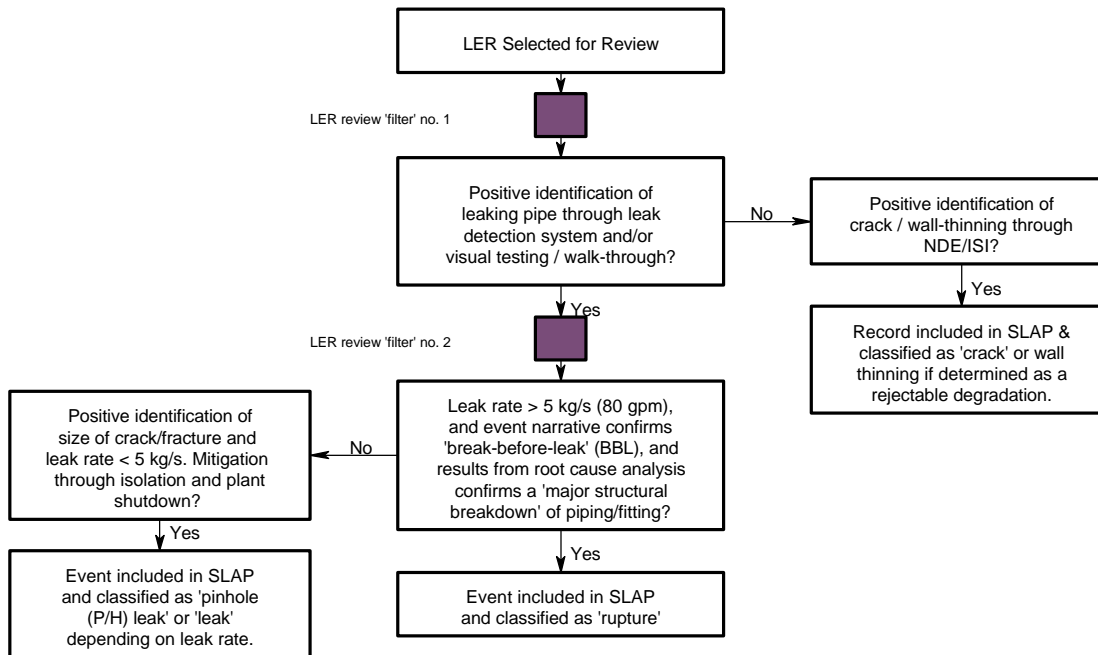 LER Selected for Review
LER review 'filter' no. 1
Positive identification of
leaking pipe through leak
detection system and/or
visual testing / walk-through?
No
Positive identification of
crack / wall-thinning through
NDE/ISI?
Yes
Record included in SLAP &
classified as 'crack' or wall
thinning if determined as a
rejectable degradation.
Yes
LER review 'filter' no. 2
Leak rate > 5 kg/s (80 gpm),
and event narrative confirms
'break-before-leak' (BBL), and
results from root cause analysis
confirms a 'major structural
breakdown' of piping/fitting?
No
Positive identification of
size of crack/fracture and
leak rate < 5 kg/s. Mitigation
through isolation and plant
shutdown?
Yes
Event included in SLAP
and classified as 'pinhole
(P/H) leak' or 'leak'
depending on leak rate.
Yes
Event included in SLAP
and classified as 'rupture'